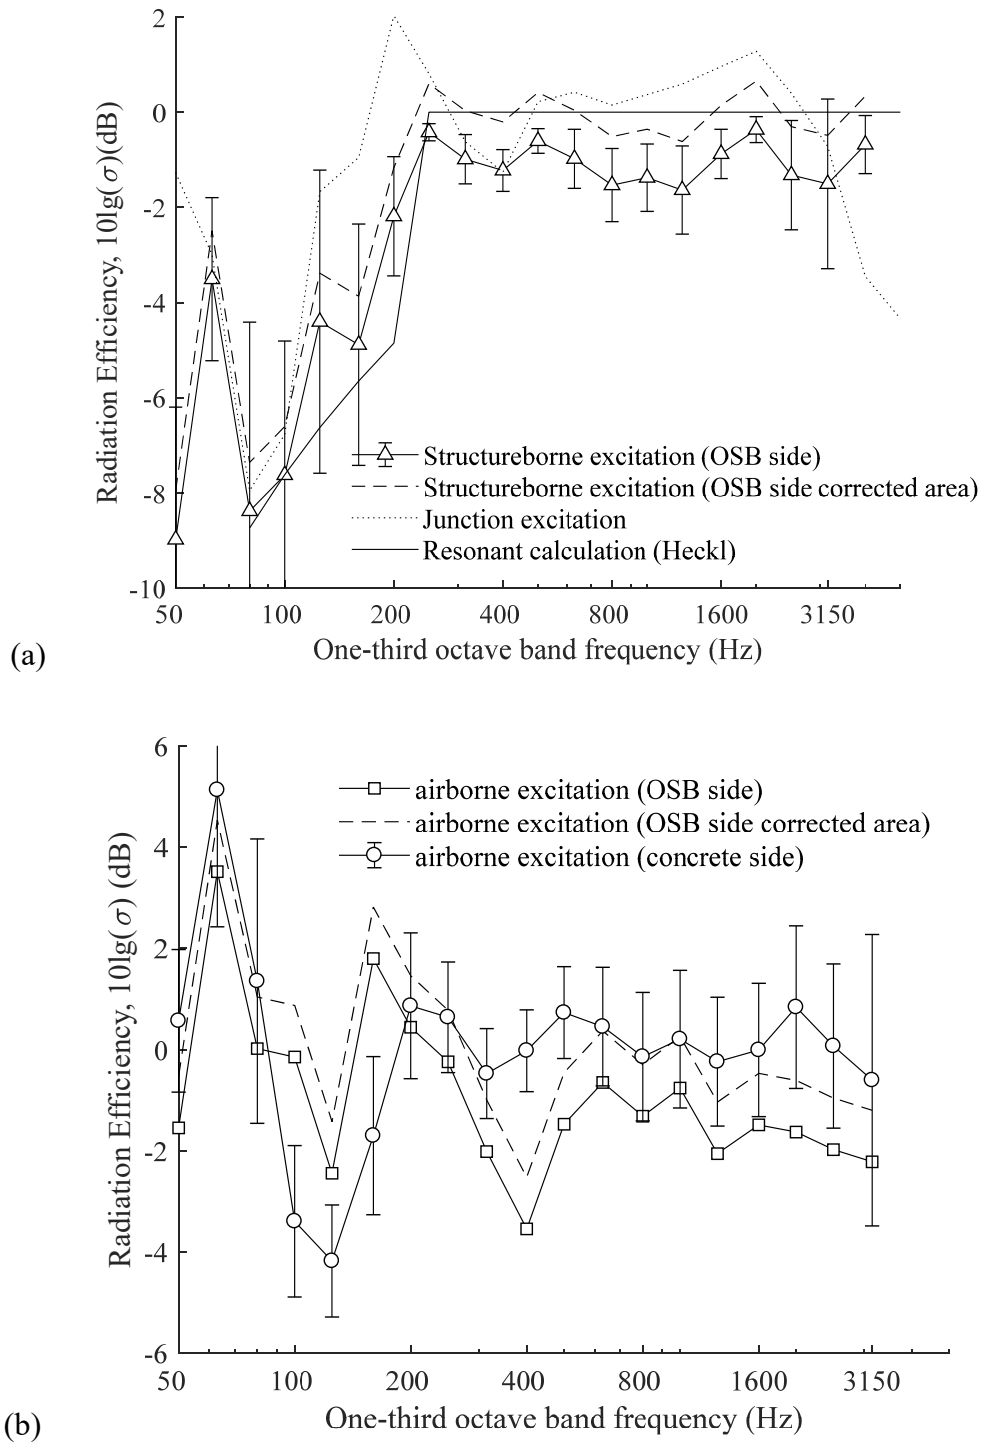 2
0
-2
-4
-6
-8
-10
Radiation Efficiency, 10lg(σ)(dB)
Structureborne excitation (OSB side)
Structureborne excitation (OSB side corrected area)
Junction excitation
Resonant calculation (Heckl)
50 100 200 400 800 1600 3150
One-third octave band frequency (Hz)
(a)
6
4
2
0
-2
-4
-6
Radiation Efficiency, 10lg(σ) (dB)
airborne excitation (OSB side)
airborne excitation (OSB side corrected area)
airborne excitation (concrete side)
50 100 200 400 800 1600 3150
One-third octave band frequency (Hz)
(b)